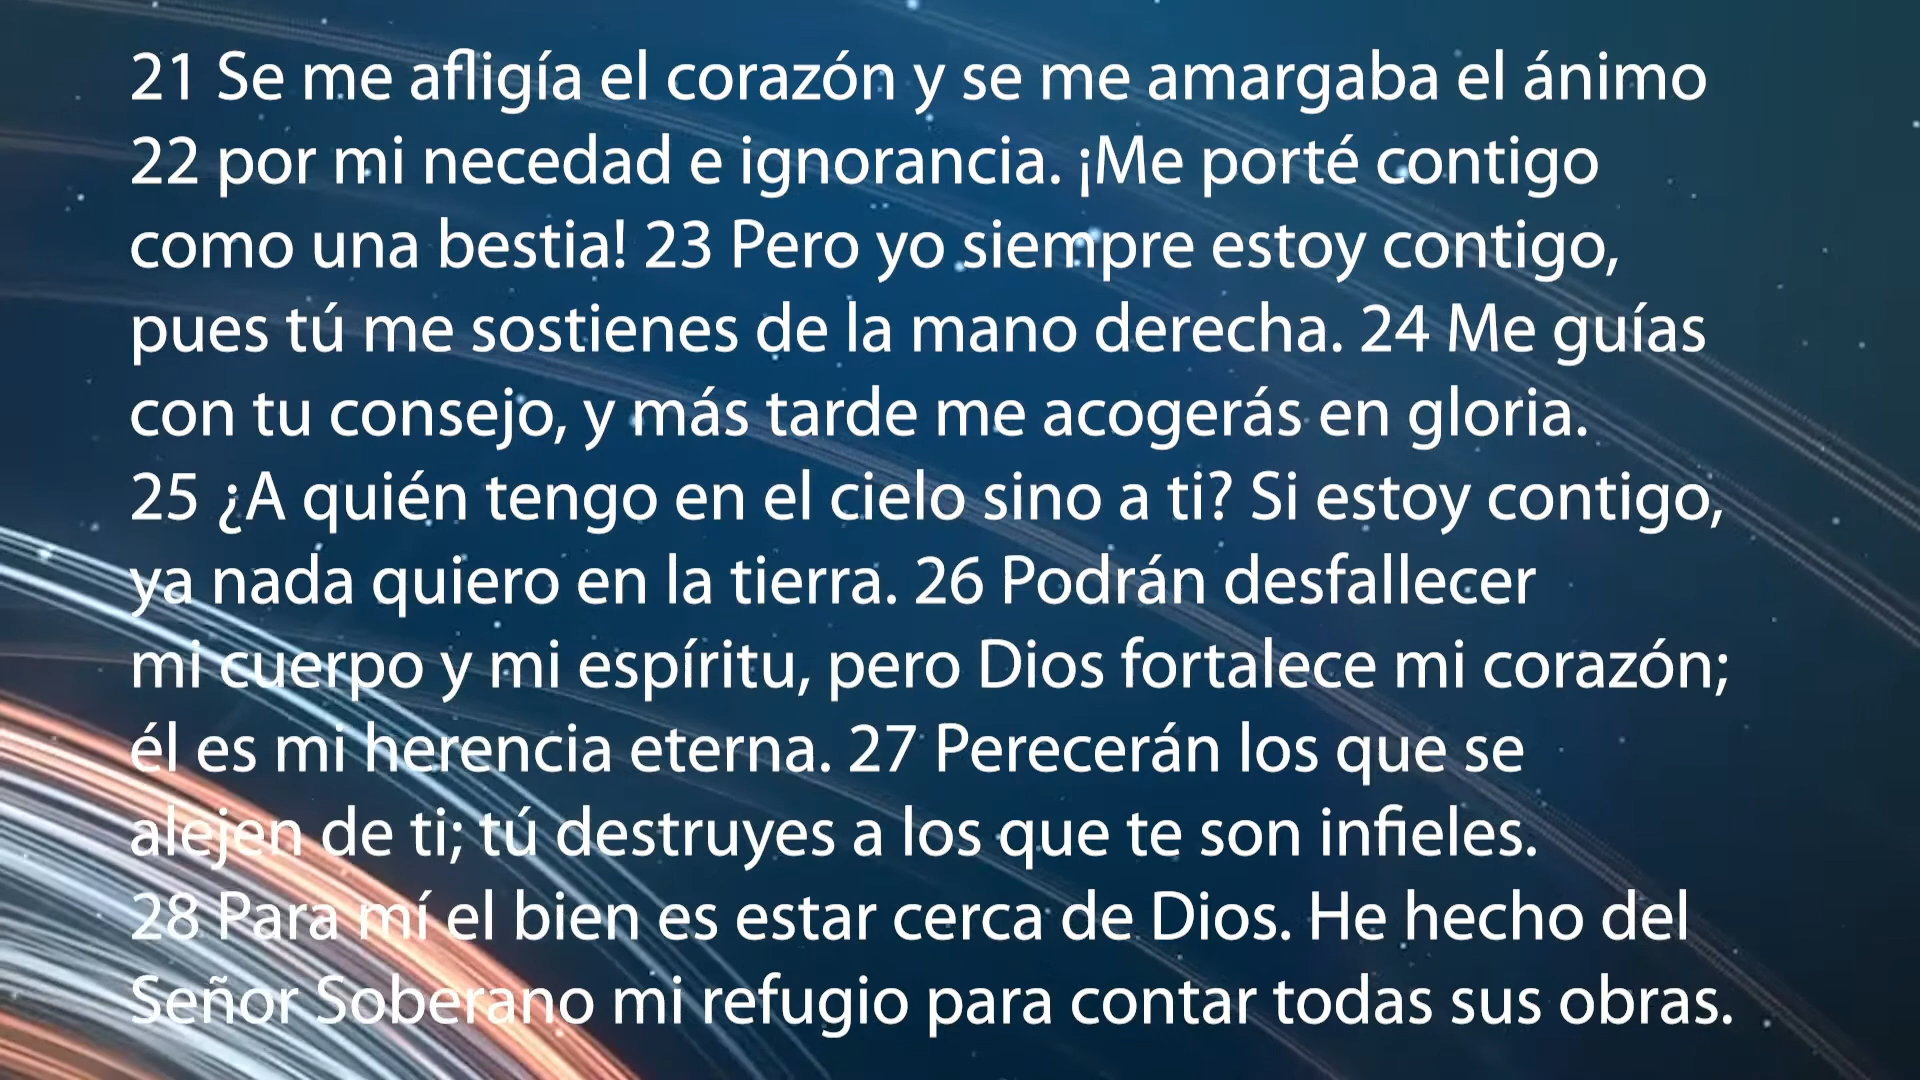 21 Se me afligía el corazón y se me amargaba el ánimo
22 por mi necedad e ignorancia. ¡Me porté contigo
como una bestia! 23 Pero yo siempre estoy contigo,
pues tú me sostienes de la mano derecha. 24 Me guías
con tu consejo, y más tarde me acogerás en gloria.
25 ¿A quién tengo en el cielo sino a ti? Si estoy contigo,
ya nada quiero en la tierra. 26 Podrán desfallecer
mi cuerpo y mi espíritu, pero Dios fortalece mi corazón;
él es mi herencia eterna. 27 Perecerán los que se
alejen de ti; tú destruyes a los que te son infieles.
28 Para mí el bien es estar cerca de Dios. He hecho del
Señor Soberano mi refugio para contar todas sus obras.